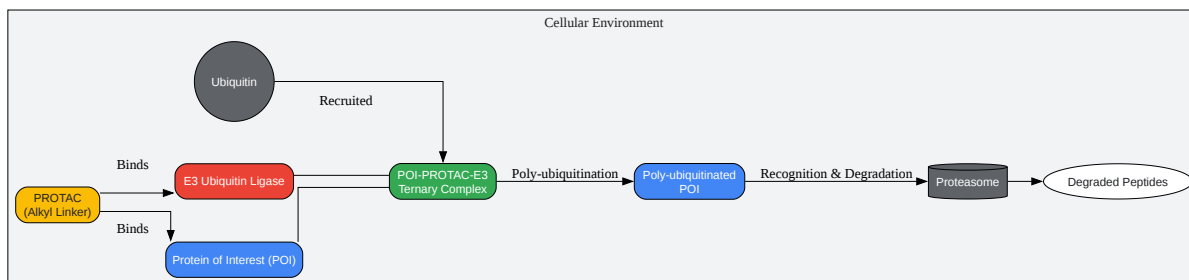 Cellular Environment
Ubiquitin
Recruited
Binds
E3 Ubiquitin Ligase
POI-PROTAC-E3
Ternary Complex
Poly-ubiquitination
Poly-ubiquitinated
POI
Recognition & Degradation
Proteasome
Degraded Peptides
PROTAC
(Alkyl Linker)
Binds
Protein of Interest (POI)